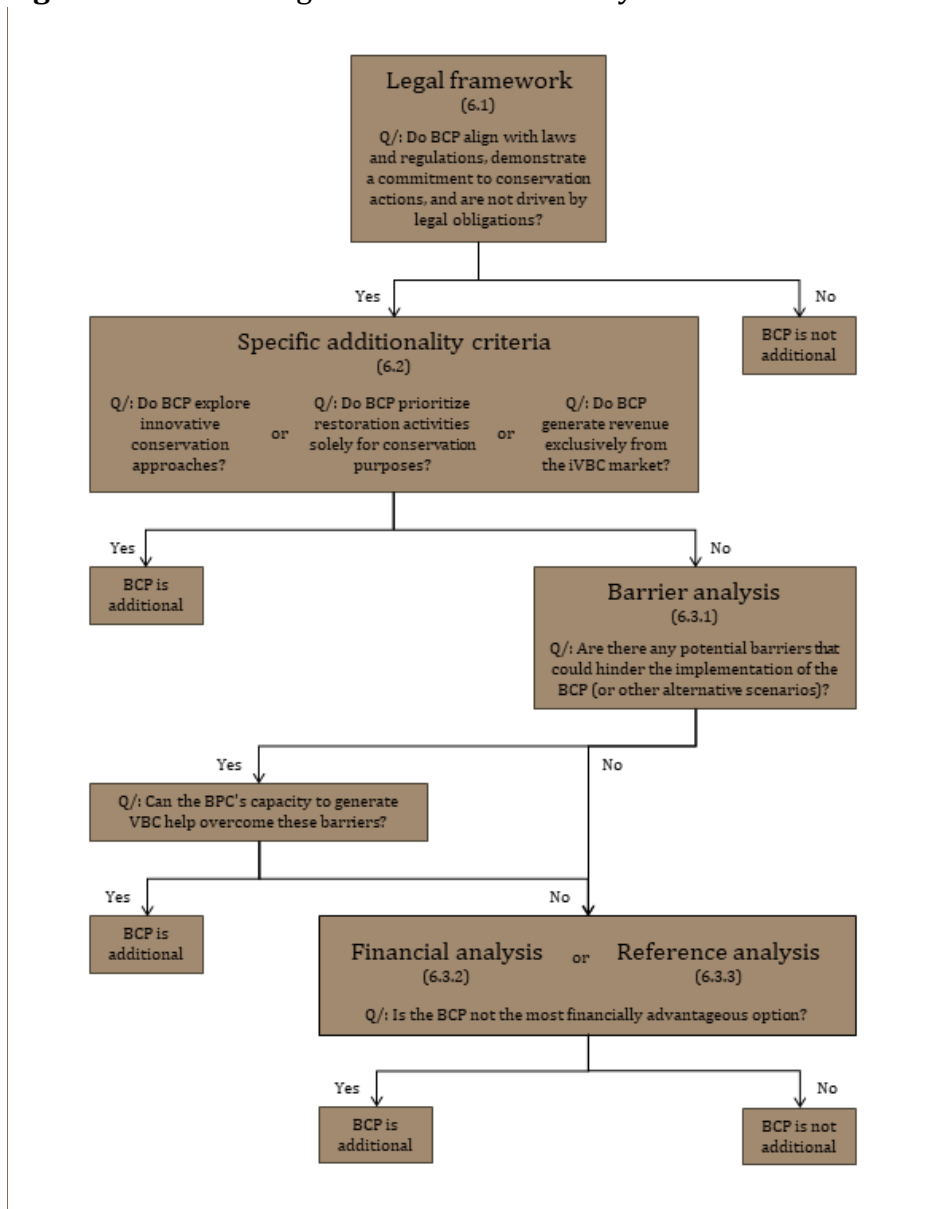 Legal framework
(6.1)
Q/: Do BCP align with laws
and regulations, demonstrate
a commitment to conservation
actions, and are not driven by
legal obligations?
Yes
No
BCP is not
additional
Specific additionality criteria
(6.2)
Q/: Do BCP explore
innovative
conservation
approaches?
or
Q/: Do BCP prioritize
restoration activities
solely for conservation
purposes?
or
Q/: Do BCP
generate revenue
exclusively from
the iVBC market?
Yes
No
BCP is
additional
Barrier analysis
(6.3.1)
Q/: Are there any potential barriers that
could hinder the implementation of the
BCP (or other alternative scenarios)?
Yes
No
Q/: Can the BPC's capacity to generate
VBC help overcome these barriers?
Yes
No
BCP is
additional
Financial analysis
(6.3.2)
or
Reference analysis
(6.3.3)
Q/: Is the BCP not the most financially advantageous option?
Yes
No
BCP is
additional
BCP is not
additional